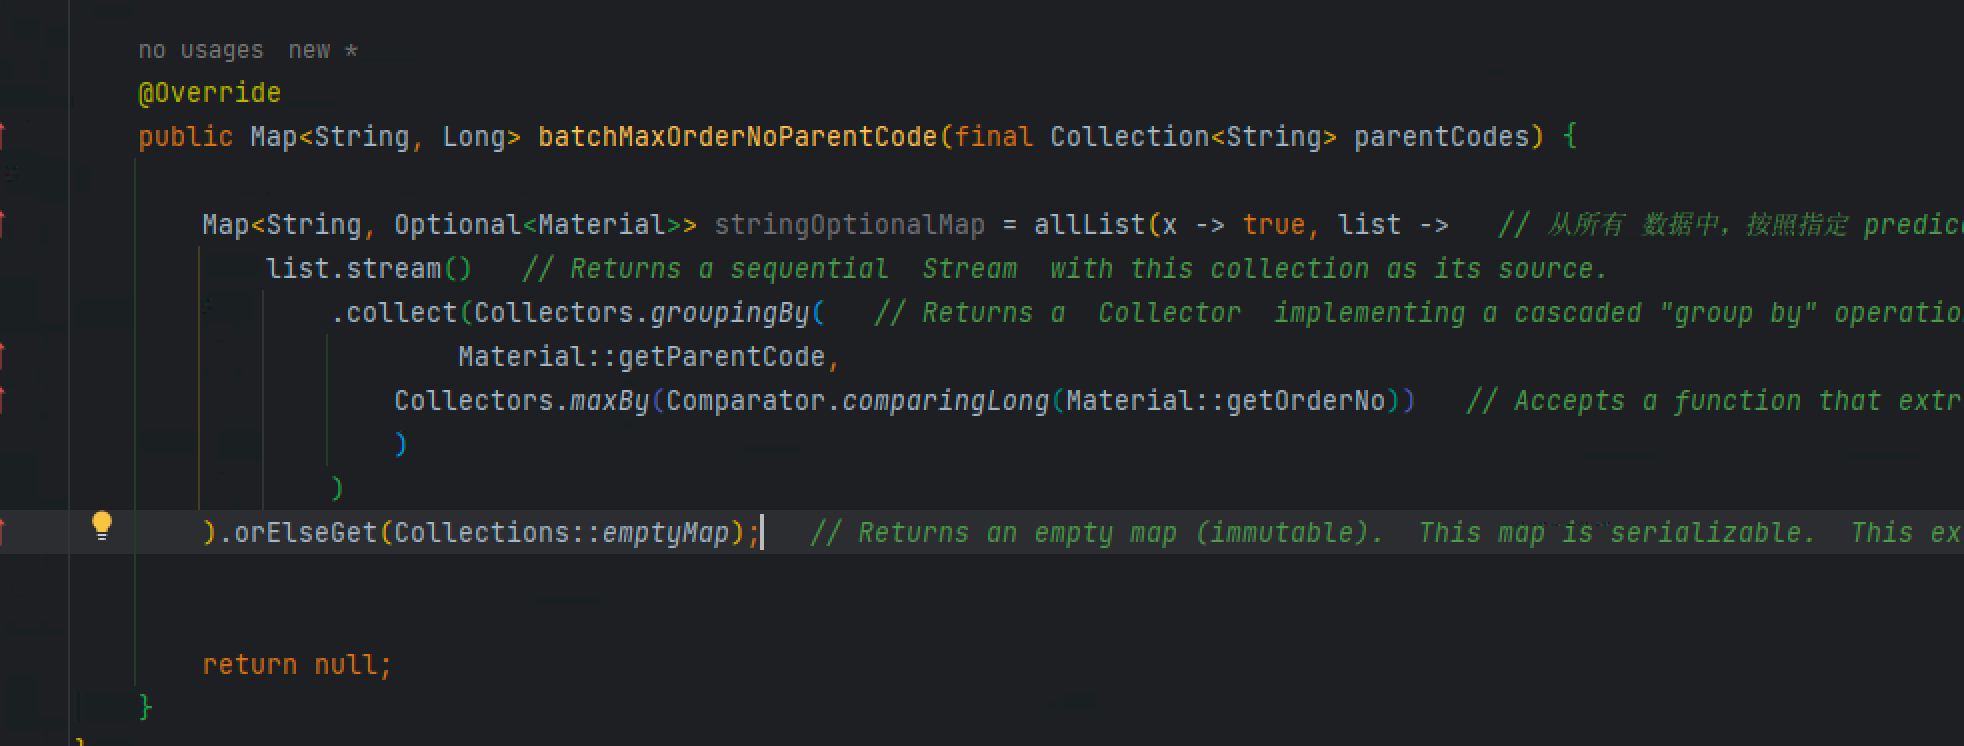 no usages  new *
@Override
public Map<String, Long> batchMaxOrderNoParentCode(final Collection<String> parentCodes) {
Map<String, Optional<Material>> stringOptionalMap = allList(x -> true, list ->   // 从所有 数据中，按照指定
list.stream()   // Returns a sequential  Stream  with this collection as its source.
.collect(Collectors.groupingBy(   // Returns a  Collector  implementing a cascaded "group by"
Material::getParentCode,
Collectors.maxBy(Comparator.comparingLong(Material::getOrderNo))   // Accepts a function that
)
)
).orElseGet(Collections::emptyMap);   // Returns an empty map (immutable).  This map is serializable.  This
return null;
}